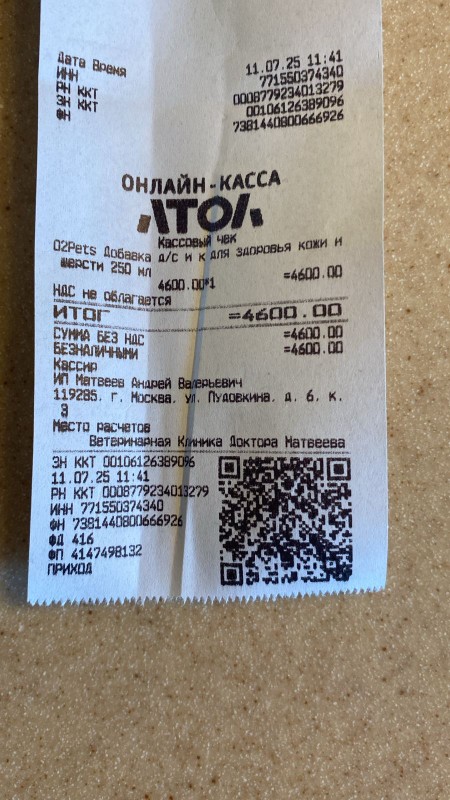 Дата Время 11.07.25 11:41
ИНН 771550374340
РН ККТ 0008779234013279
ЗН ККТ 00106126389096
ФН 7381440800666926
ОНЛАЙН-КАССА
АТОЛ
Кассовый чек
O2Pets Добавка д/с и к для здоровья кожи и
шерсти 250 мл
4600.00*1 =4600.00
НДС не облагается
ИТОГ =4600.00
СУММА БЕЗ НДС =4600.00
БЕЗНАЛИЧНЫМИ =4600.00
Кассир
ИП Матвеев Андрей Валерьевич
119285, г. Москва, ул. Пудовкина, д. 6, к.
3
Место расчетов
Ветеринарная Клиника Доктора Матвеева
ЗН ККТ 00106126389096
11.07.25 11:41
РН ККТ 0008779234013279
ИНН 771550374340
ФН 7381440800666926
ФД 416
ФП 4147498132
ПРИХОД